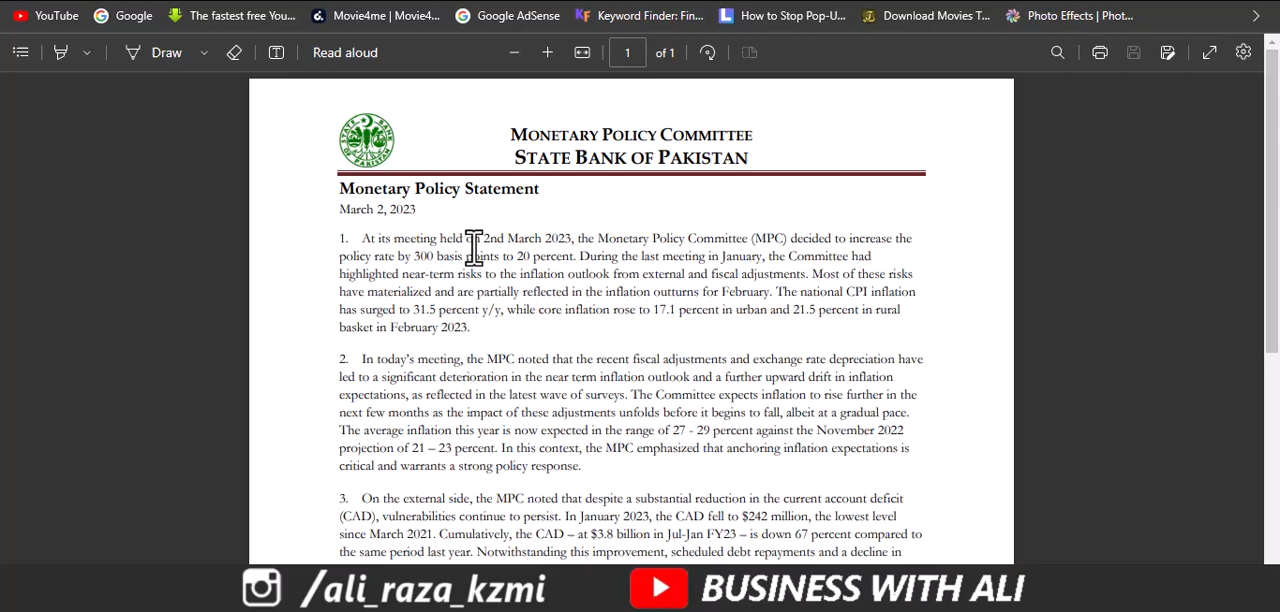 YouTube Google The fastest free You... Movie4me | Movie4... Google AdSense Keyword Finder: Fin... How to Stop Pop-U... Download Movies T... Photo Effects | Phot...
Draw Read aloud 1 of 1
STATE BANK OF PAKISTAN
MONETARY POLICY COMMITTEE
STATE BANK OF PAKISTAN
Monetary Policy Statement
March 2, 2023
1. At its meeting held on 2nd March 2023, the Monetary Policy Committee (MPC) decided to increase the
policy rate by 300 basis points to 20 percent. During the last meeting in January, the Committee had
highlighted near-term risks to the inflation outlook from external and fiscal adjustments. Most of these risks
have materialized and are partially reflected in the inflation outturns for February. The national CPI inflation
has surged to 31.5 percent y/y, while core inflation rose to 17.1 percent in urban and 21.5 percent in rural
basket in February 2023.
2. In today's meeting, the MPC noted that the recent fiscal adjustments and exchange rate depreciation have
led to a significant deterioration in the near term inflation outlook and a further upward drift in inflation
expectations, as reflected in the latest wave of surveys. The Committee expects inflation to rise further in the
next few months as the impact of these adjustments unfolds before it begins to fall, albeit at a gradual pace.
The average inflation this year is now expected in the range of 27 - 29 percent against the November 2022
projection of 21 – 23 percent. In this context, the MPC emphasized that anchoring inflation expectations is
critical and warrants a strong policy response.
3. On the external side, the MPC noted that despite a substantial reduction in the current account deficit
(CAD), vulnerabilities continue to persist. In January 2023, the CAD fell to $242 million, the lowest level
since March 2021. Cumulatively, the CAD – at $3.8 billion in Jul-Jan FY23 – is down 67 percent compared to
the same period last year. Notwithstanding this improvement, scheduled debt repayments and a decline in
/ali_raza_kzmi BUSINESS WITH ALI